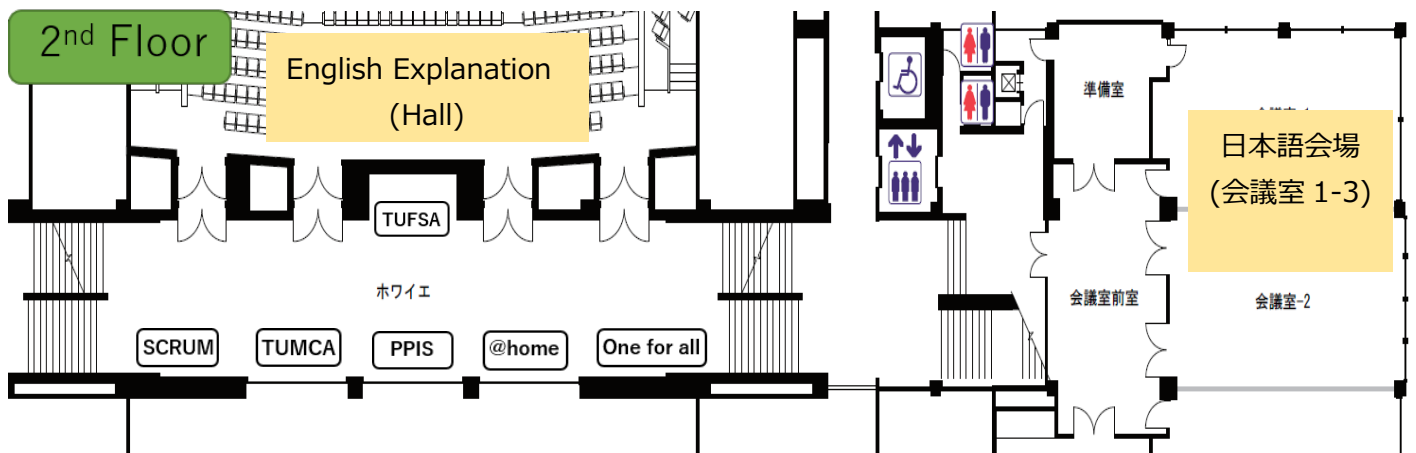 2nd Floor
English Explanation
(Hall)
準備室
日本語会場
(会議室 1-3)
TUFSA
ホワイエ
会議室前室
会議室-2
SCRUM
TUMCA
PPIS
@home
One for all